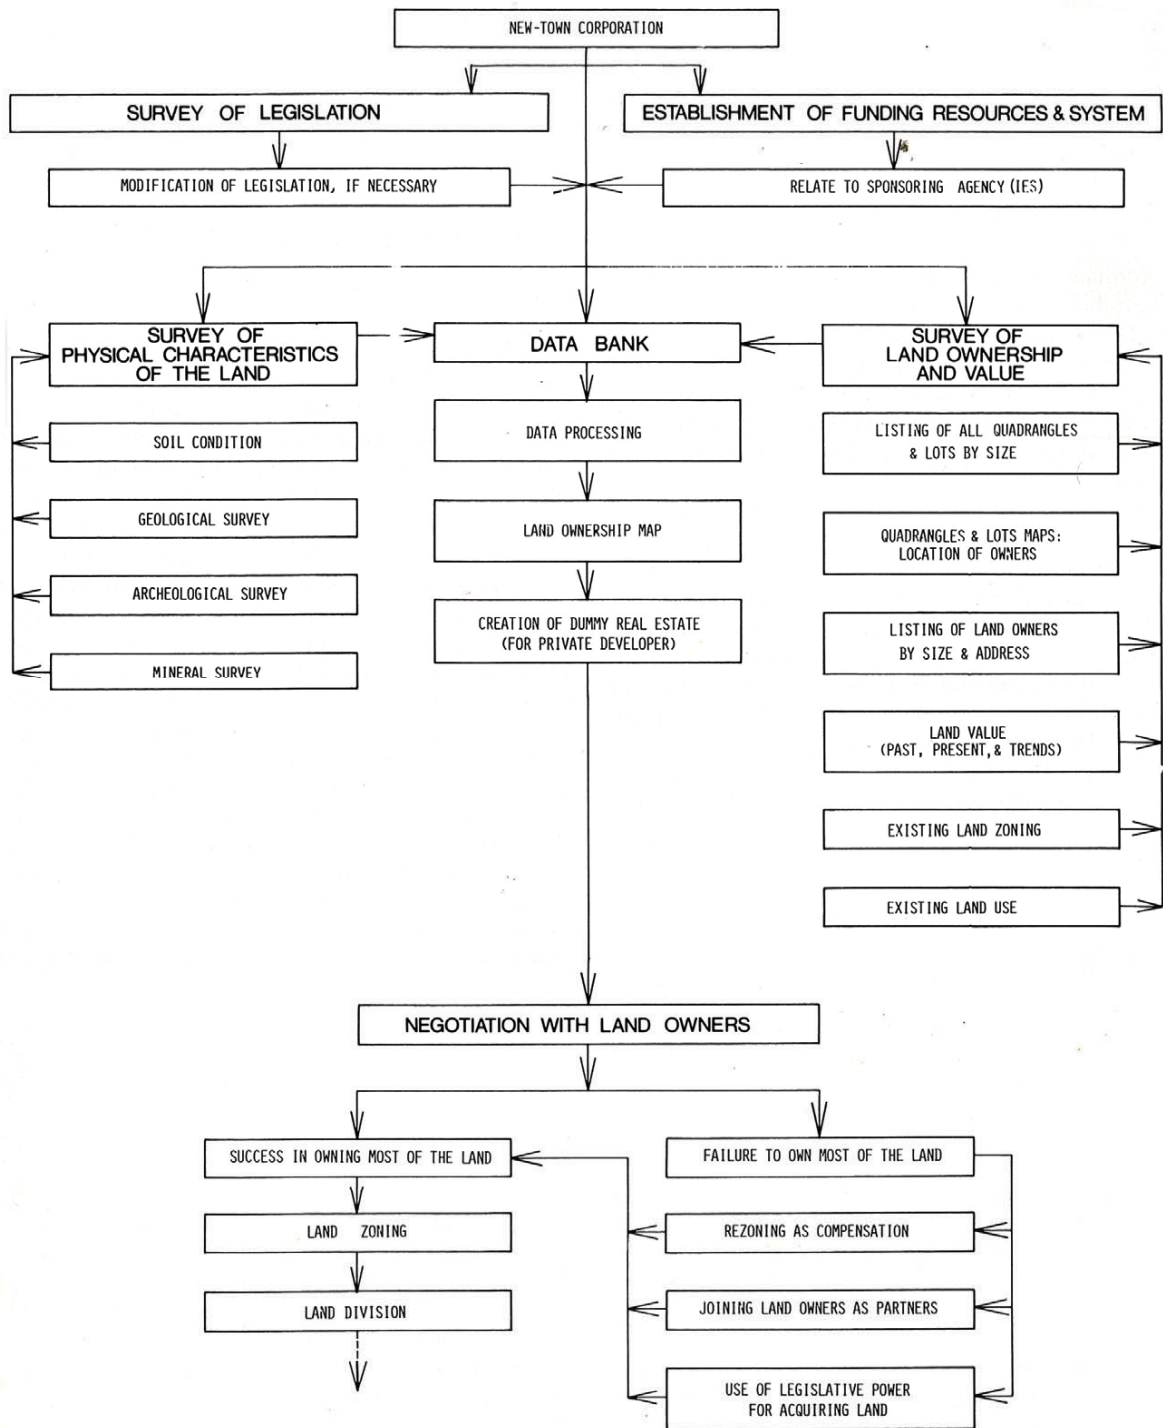 NEW-TOWN CORPORATION
SURVEY OF LEGISLATION
ESTABLISHMENT OF FUNDING RESOURCES & SYSTEM
MODIFICATION OF LEGISLATION, IF NECESSARY
RELATE TO SPONSORING AGENCY (IES)
SURVEY OF
PHYSICAL CHARACTERISTICS
OF THE LAND
DATA BANK
SURVEY OF
LAND OWNERSHIP
AND VALUE
SOIL CONDITION
GEOLOGICAL SURVEY
ARCHEOLOGICAL SURVEY
MINERAL SURVEY
DATA PROCESSING
LAND OWNERSHIP MAP
CREATION OF DUMMY REAL ESTATE
(FOR PRIVATE DEVELOPER)
LISTING OF ALL QUADRANGLES
& LOTS BY SIZE
QUADRANGLES & LOTS MAPS:
LOCATION OF OWNERS
LISTING OF LAND OWNERS
BY SIZE & ADDRESS
LAND VALUE
(PAST, PRESENT, & TRENDS)
EXISTING LAND ZONING
EXISTING LAND USE
NEGOTIATION WITH LAND OWNERS
SUCCESS IN OWNING MOST OF THE LAND
LAND ZONING
LAND DIVISION
FAILURE TO OWN MOST OF THE LAND
REZONING AS COMPENSATION
JOINING LAND OWNERS AS PARTNERS
USE OF LEGISLATIVE POWER
FOR ACQUIRING LAND